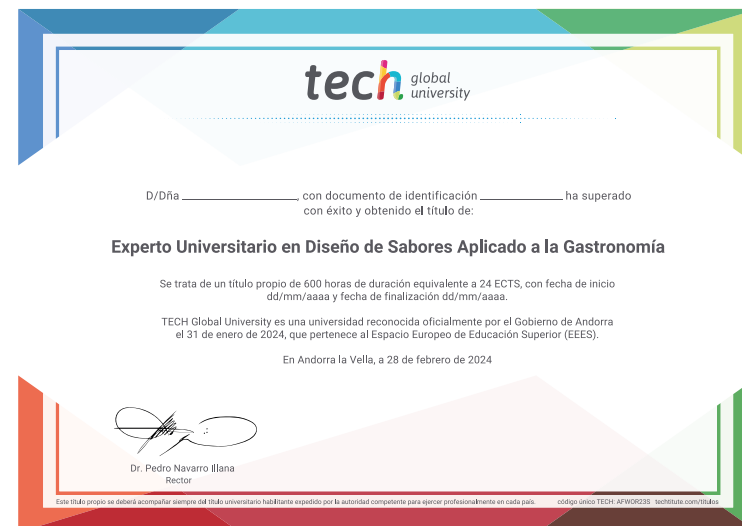 tech global university
D/Dña ____________________, con documento de identificación ______________ ha superado
con éxito y obtenido el título de:
Experto Universitario en Diseño de Sabores Aplicado a la Gastronomía
Se trata de un título propio de 600 horas de duración equivalente a 24 ECTS, con fecha de inicio
dd/mm/aaaa y fecha de finalización dd/mm/aaaa.
TECH Global University es una universidad reconocida oficialmente por el Gobierno de Andorra
el 31 de enero de 2024, que pertenece al Espacio Europeo de Educación Superior (EEES).
En Andorra la Vella, a 28 de febrero de 2024
Dr. Pedro Navarro Illana
Rector
Este título propio se deberá acompañar siempre del título universitario habilitante expedido por la autoridad competente para ejercer profesionalmente en cada país. código único TECH: AFWOR23S techtitute.com/titulos